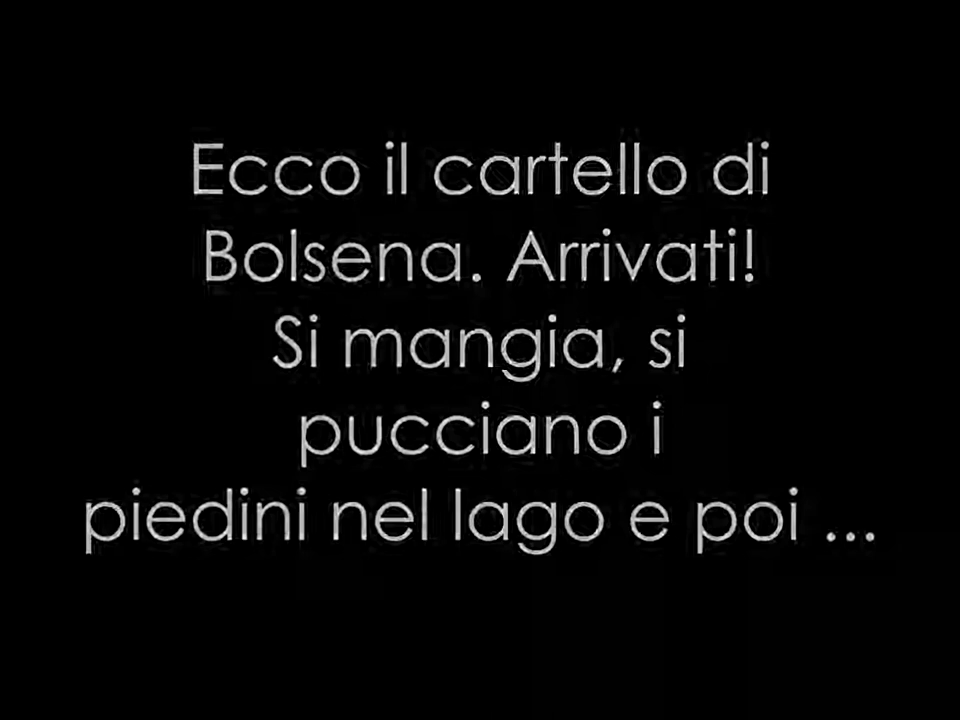 Ecco il cartello di
Bolsena. Arrivati!
Si mangia, si
pucciano i
piedini nel lago e poi ...